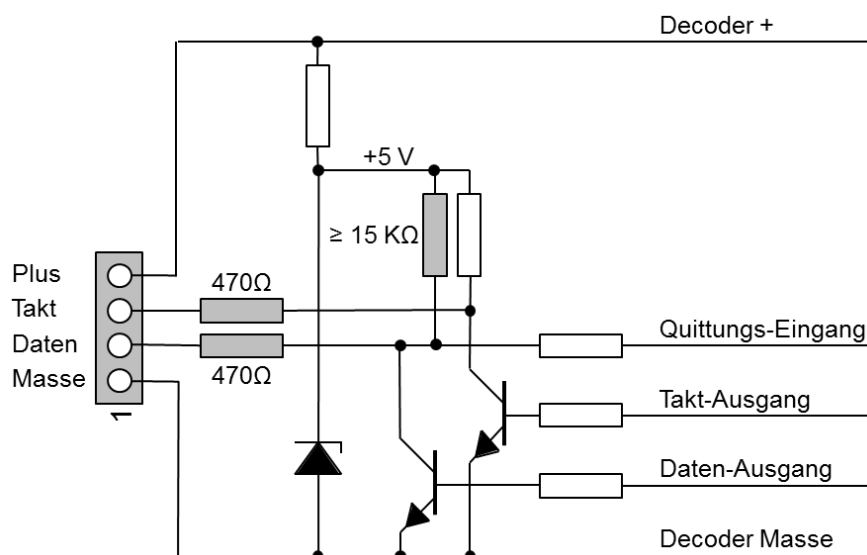 Decoder +
+5 V
≥ 15 KΩ
Plus
470Ω
Takt
Daten
Quittungs-Eingang
470Ω
Masse
1
Takt-Ausgang
Daten-Ausgang
Decoder Masse